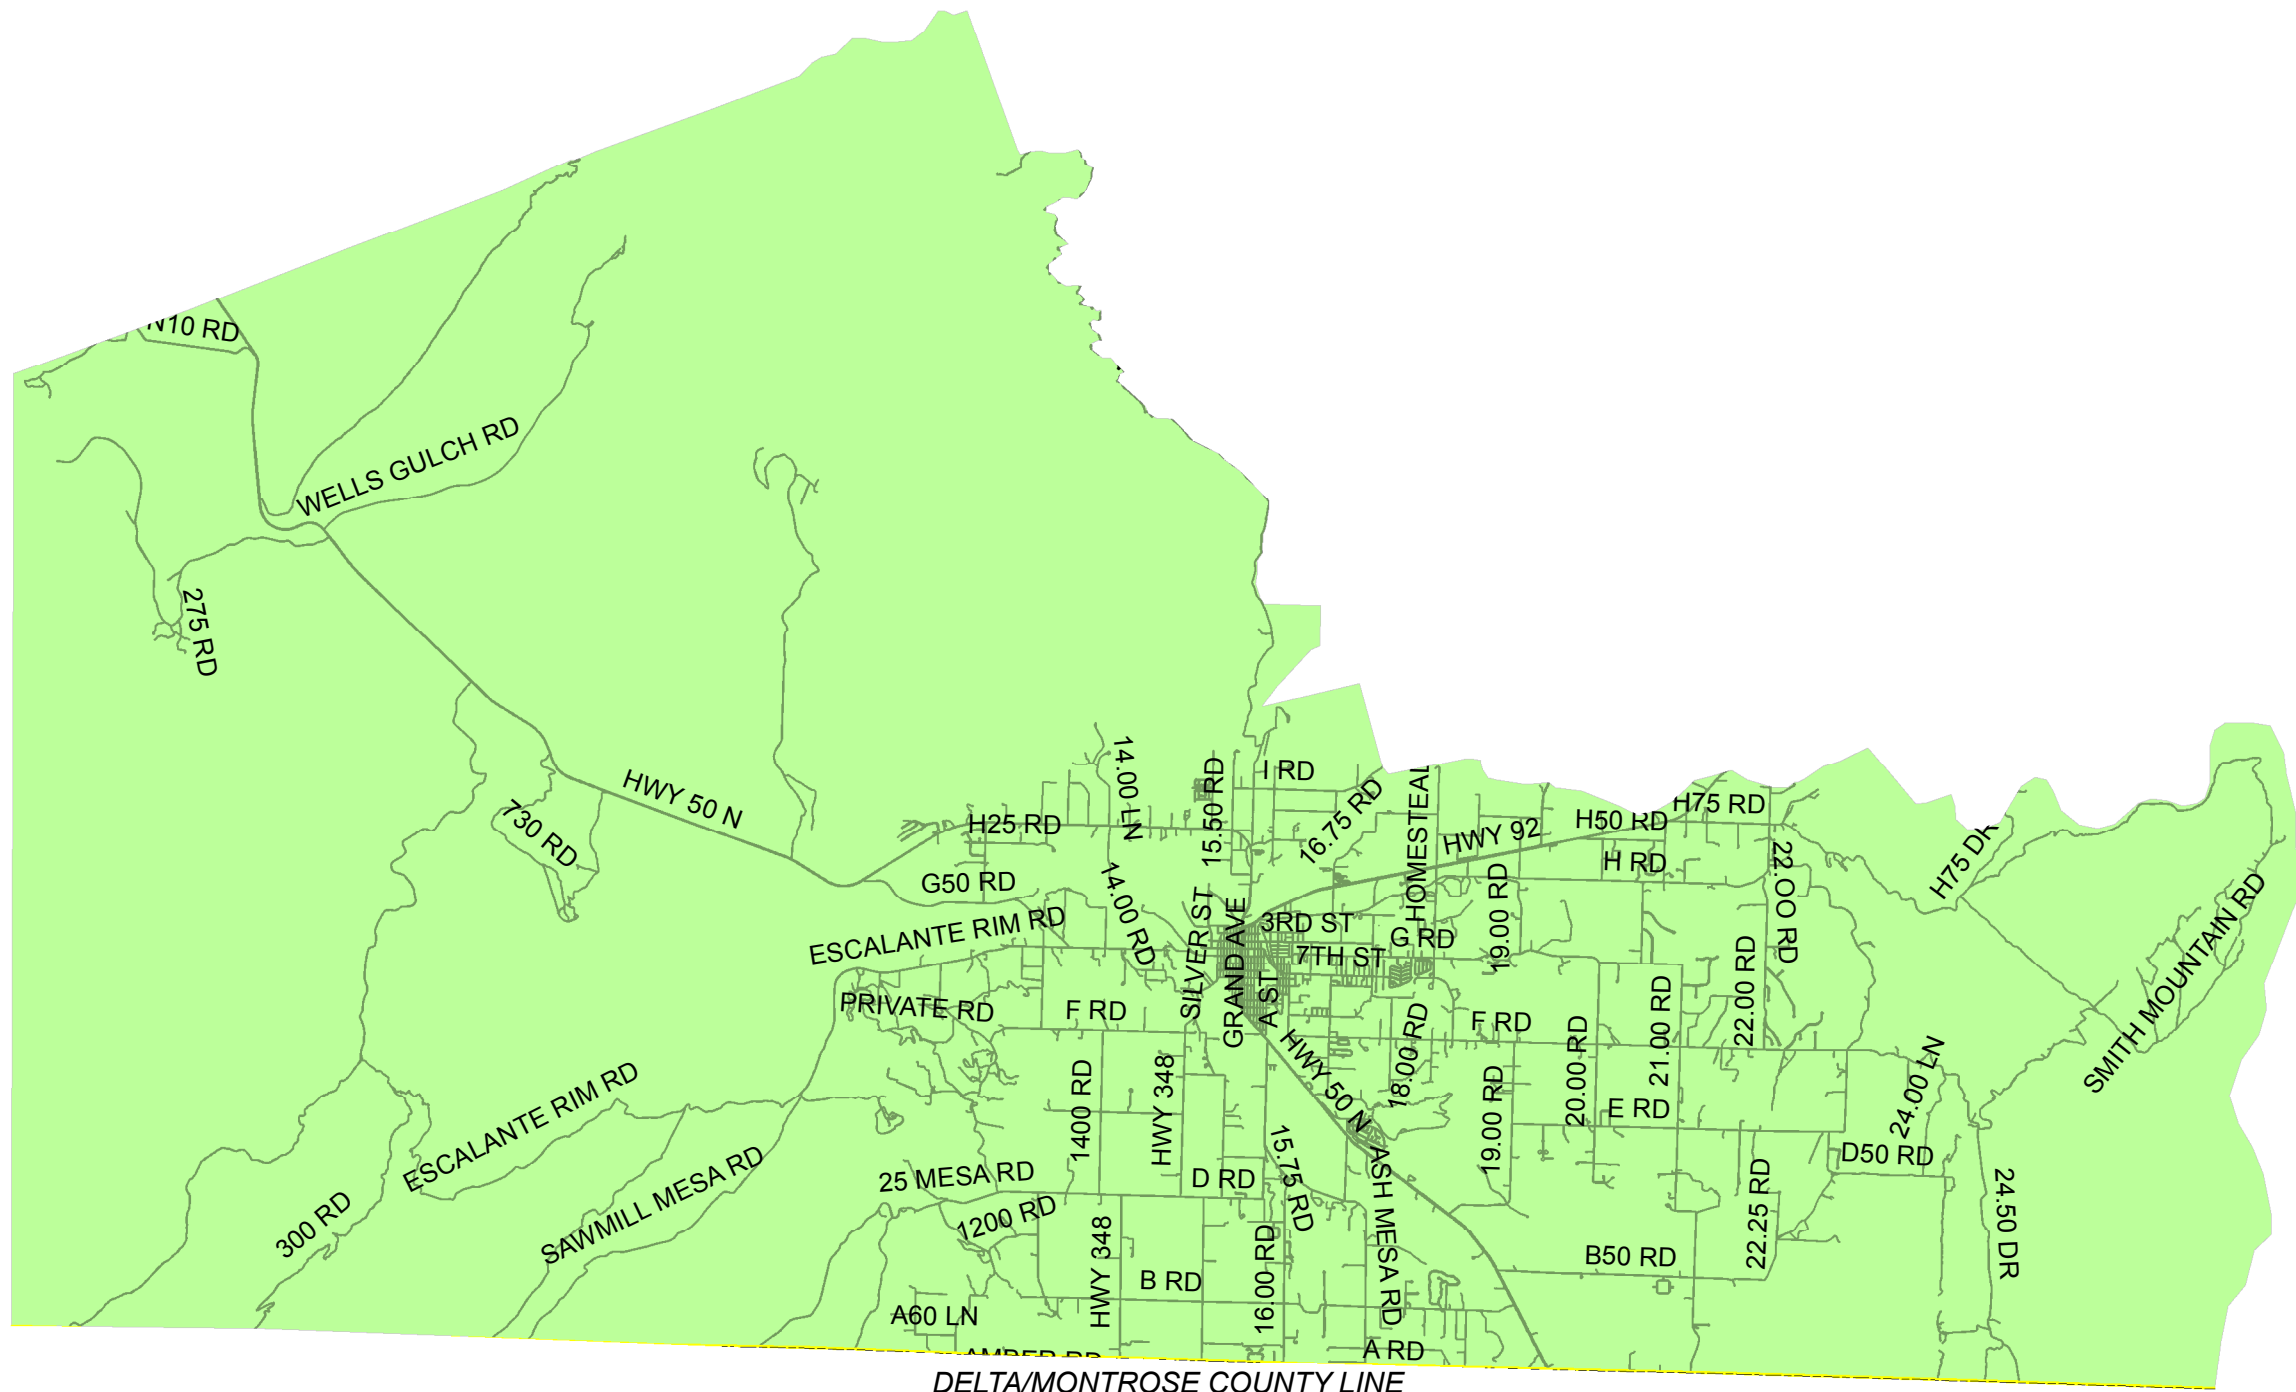 N10 RD
WELLS GULCH RD
275 RD
HWY 50 N
730 RD
14.00 LN
15.50 RD
I RD
16.75 RD
HOMESTEAL
HWY 92
H50 RD
H75 RD
H25 RD
H RD
H75 DR
G50 RD
14.00 RD
22.OO RD
19.00 RD
ESCALANTE RIM RD
SILVER ST
GRAND AVE
3RD ST
G RD
7TH ST
A ST
SMITH MOUNTAIN RD
PRIVATE RD
F RD
F RD
18.00 RD
20.00 RD
21.00 RD
22.00 RD
HWY 50 N
ESCALANTE RIM RD
1400 RD
HWY 348
19.00 RD
E RD
24.00 LN
D50 RD
25 MESA RD
D RD
15.75 RD
ASH MESA RD
22.25 RD
24.50 DR
300 RD
SAWMILL MESA RD
1200 RD
HWY 348
B RD
16.00 RD
B50 RD
A60 LN
A RD
AMBER RD
DELTA/MONTROSE COUNTY LINE